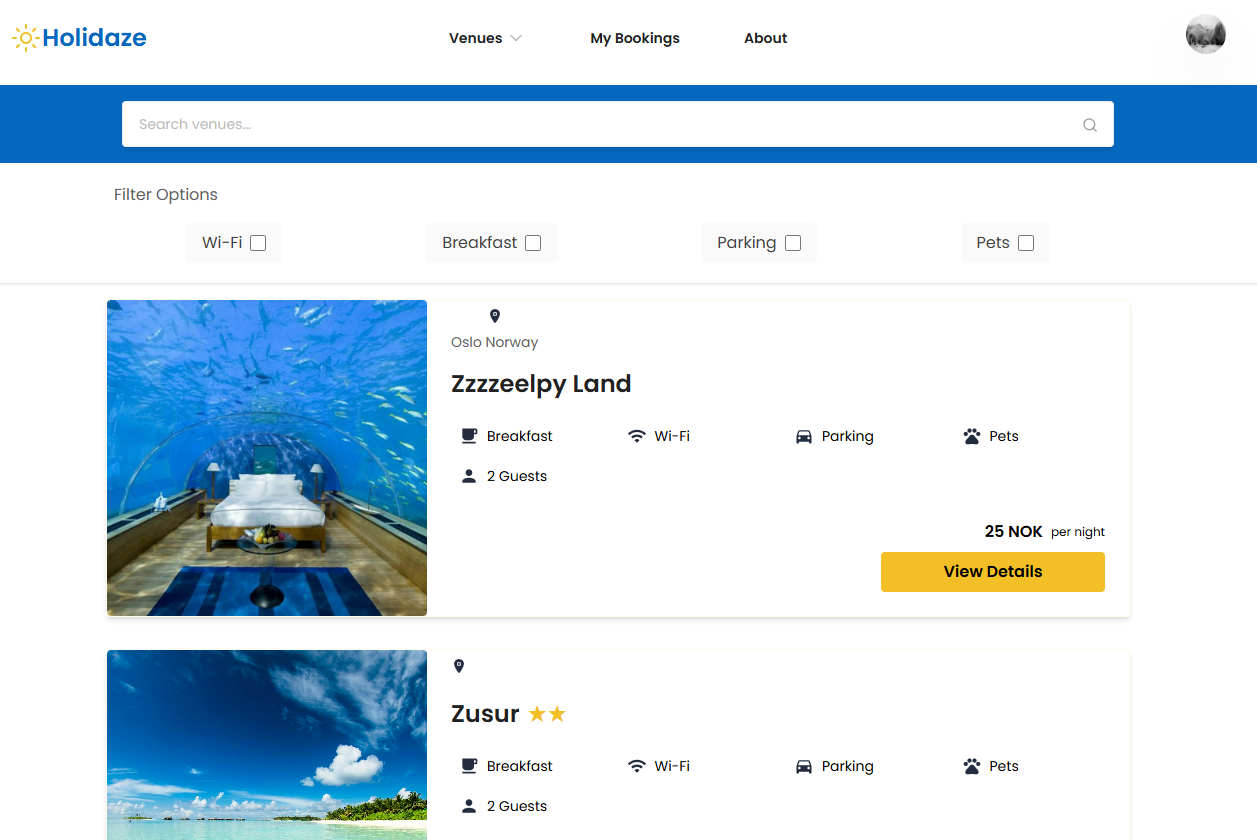 Holidaze
Venues My Bookings About
Search venues...
Filter Options
Wi-Fi Breakfast Parking Pets
Oslo Norway
Zzzzeelpy Land
Breakfast Wi-Fi Parking Pets
2 Guests
25 NOK per night
View Details
Zusur
Breakfast Wi-Fi Parking Pets
2 Guests